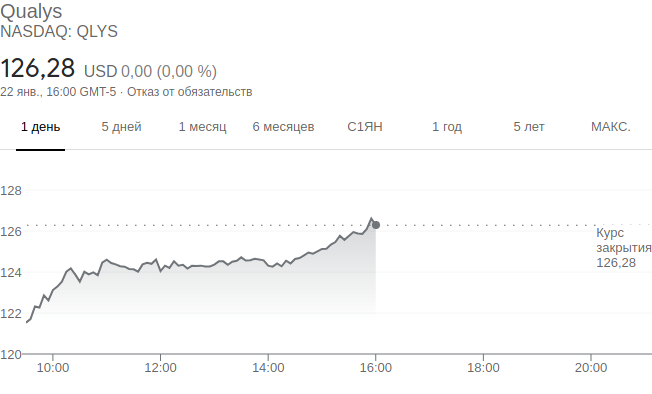 Qualys
NASDAQ: QLYS
126,28 USD 0,00 (0,00 %)
22 янв., 16:00 GMT-5 · Отказ от обязательств
1 день 5 дней 1 месяц 6 месяцев С1ЯН 1 год 5 лет МАКС.
128
126
Курс
закрытия
126,28
124
122
120
10:00 12:00 14:00 16:00 18:00 20:00